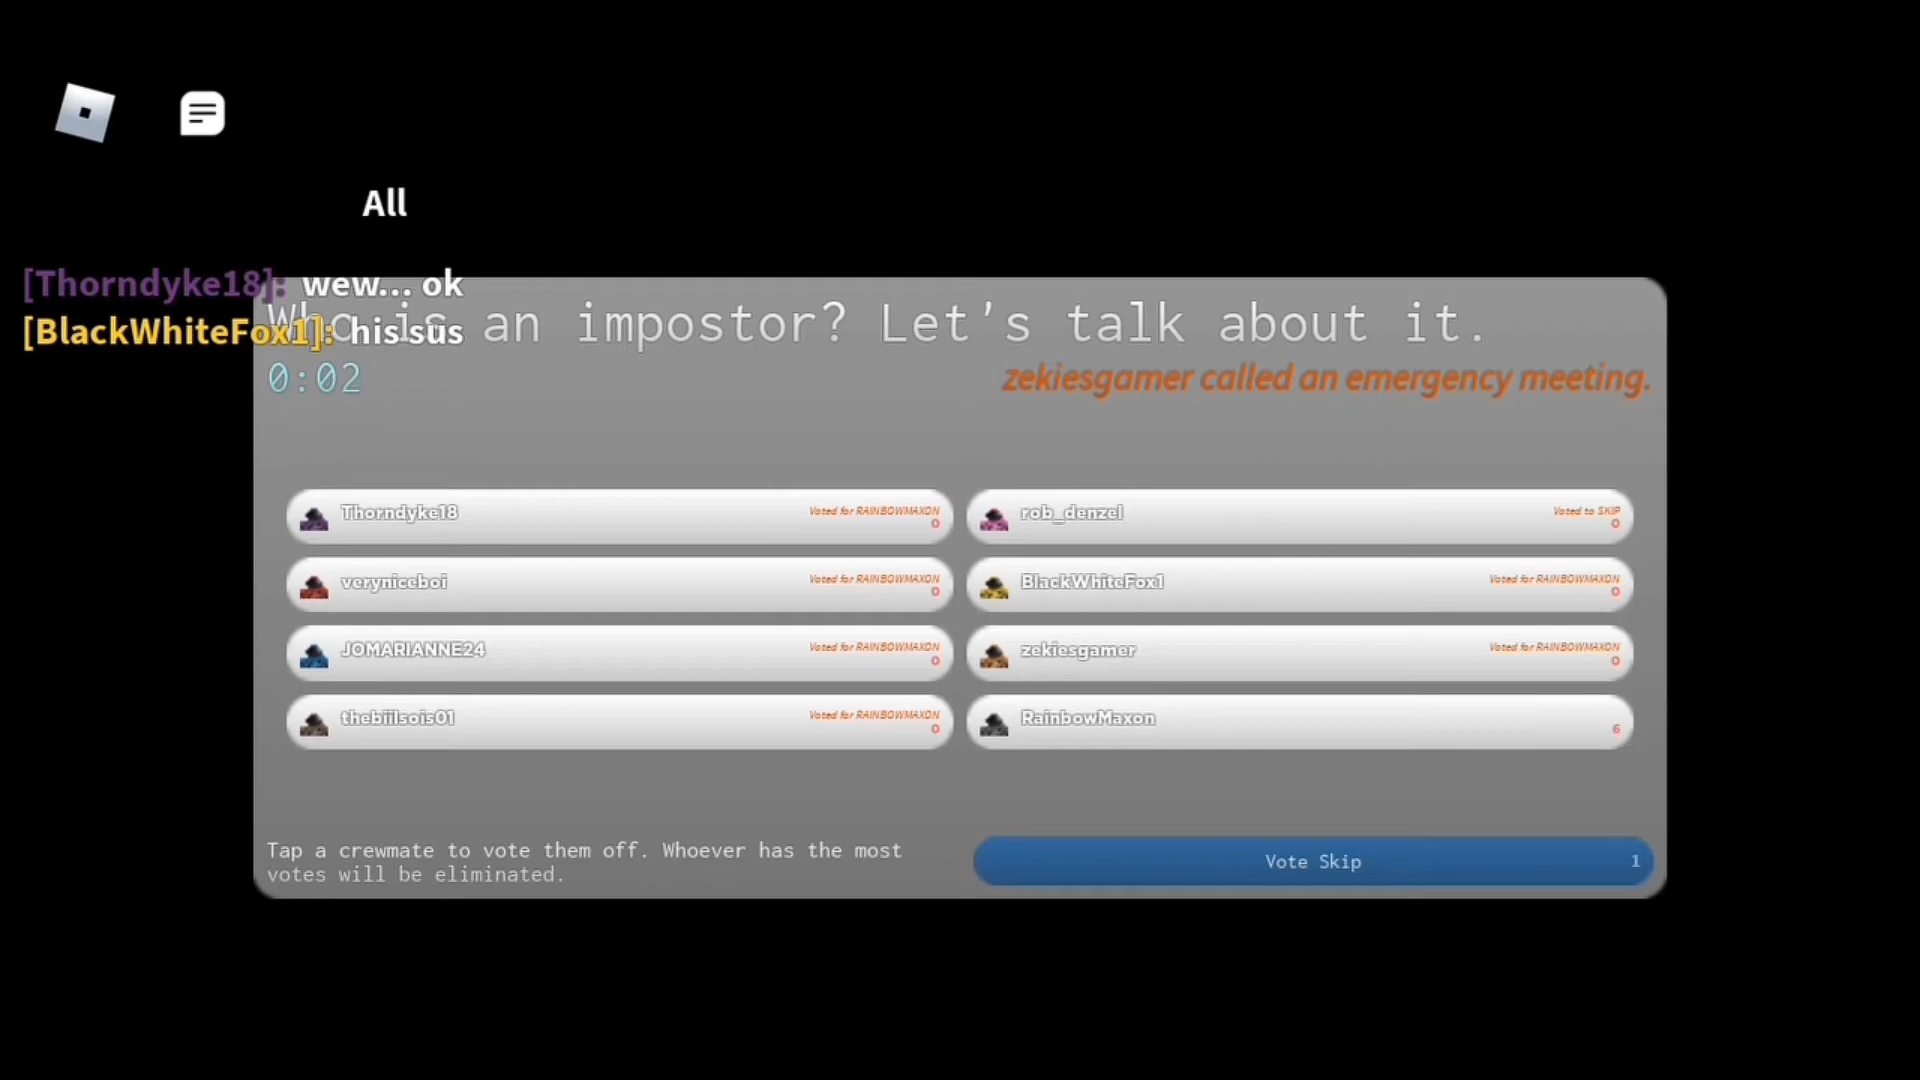 All
[Thorndyke18]: wew... ok
[BlackWhiteFox1]: his sus
Who is an impostor? Let's talk about it.
0:02
zekiesgamer called an emergency meeting.
Thorndyke18
Voted for RAINBOWMAXON
0
rob_denzel
Voted to SKIP
0
veryniceboi
Voted for RAINBOWMAXON
0
BlackWhiteFox1
Voted for RAINBOWMAXON
0
JOMARIANNE24
Voted for RAINBOWMAXON
0
zekiesgamer
Voted for RAINBOWMAXON
0
thebiilsois01
Voted for RAINBOWMAXON
0
RainbowMaxon
6
Tap a crewmate to vote them off. Whoever has the most
votes will be eliminated.
Vote Skip
1